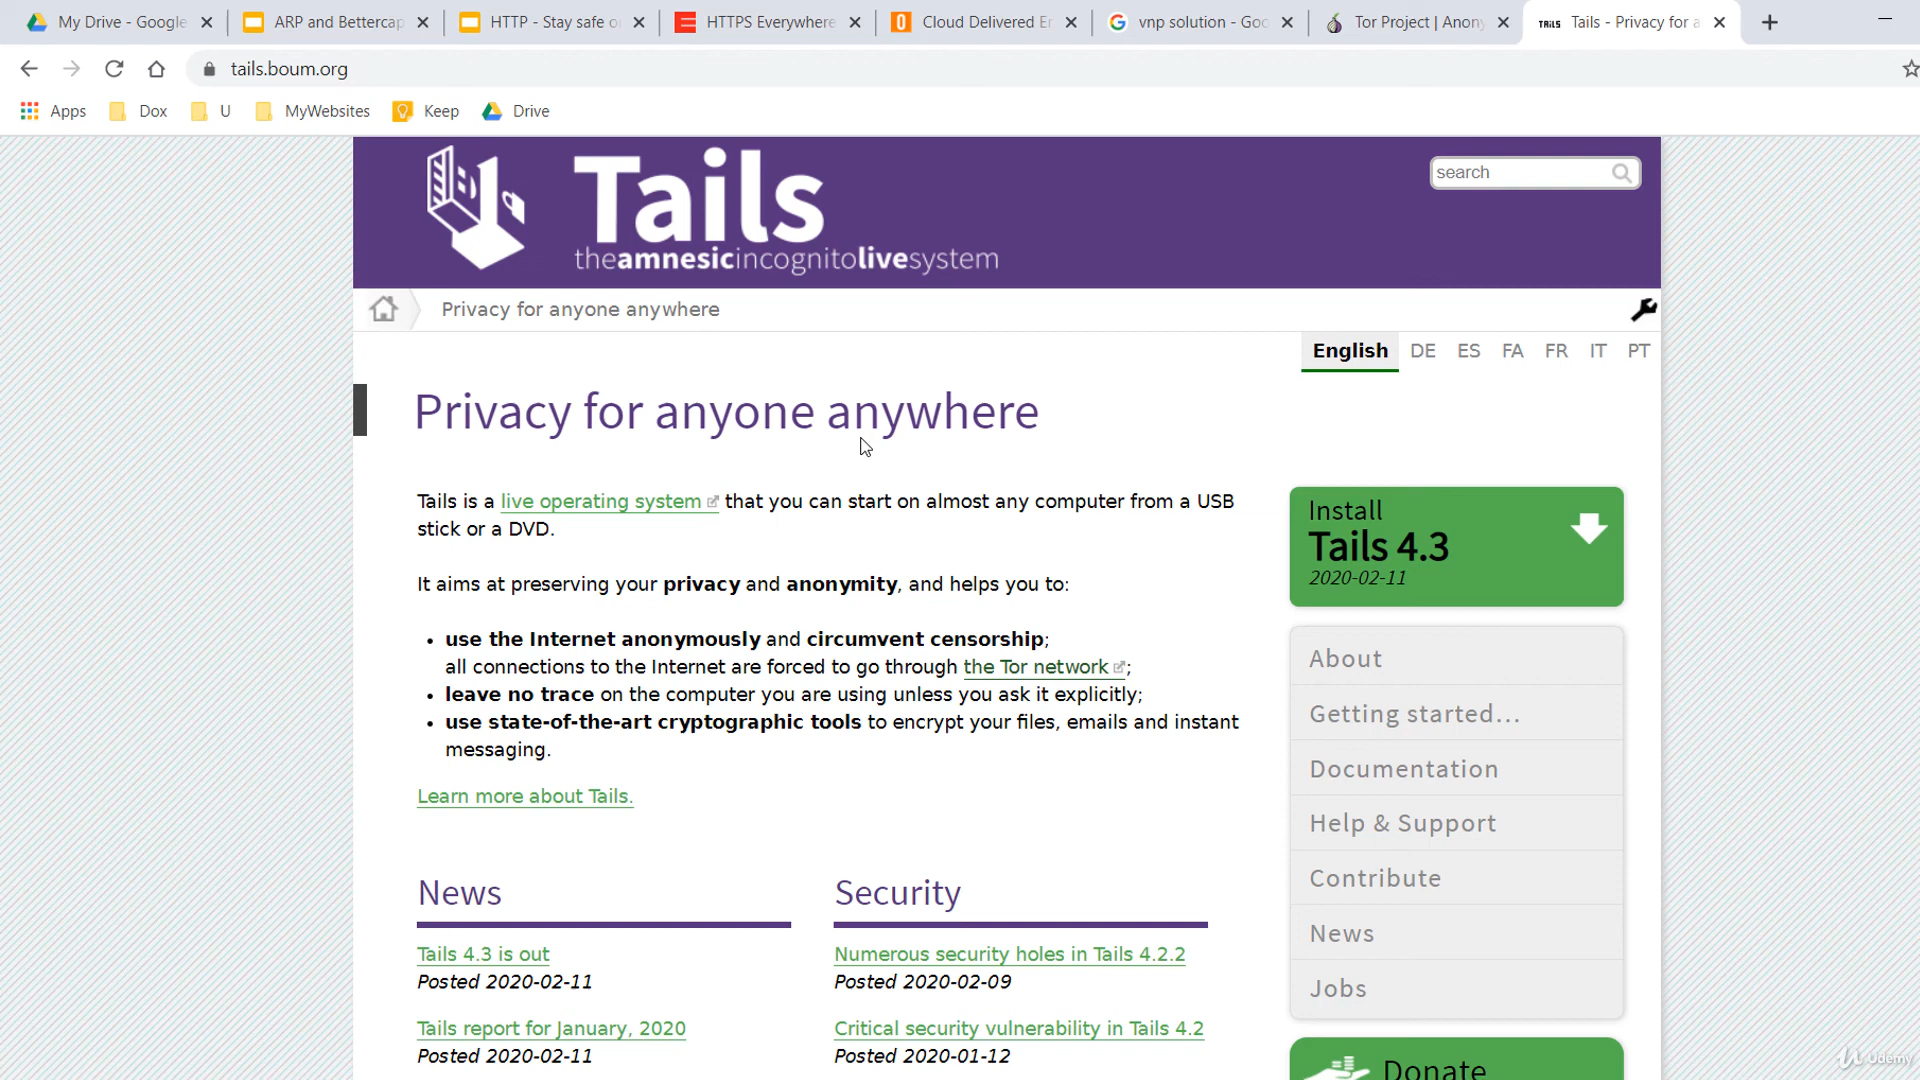 My Drive - Google
ARP and Bettercap
HTTP - Stay safe o
HTTPS Everywhere
Cloud Delivered En
vnp solution - Goo
Tor Project | Anony
TAILS Tails - Privacy for a
tails.boum.org
Apps
Dox
U
MyWebsites
Keep
Drive
Tails
theamnesicincognitolivesystem
search
Privacy for anyone anywhere
English DE ES FA FR IT PT
Privacy for anyone anywhere
Tails is a live operating system that you can start on almost any computer from a USB
stick or a DVD.
It aims at preserving your privacy and anonymity, and helps you to:
• use the Internet anonymously and circumvent censorship;
all connections to the Internet are forced to go through the Tor network;
• leave no trace on the computer you are using unless you ask it explicitly;
• use state-of-the-art cryptographic tools to encrypt your files, emails and instant
messaging.
Learn more about Tails.
Install
Tails 4.3
2020-02-11
About
Getting started...
Documentation
Help & Support
Contribute
News
Jobs
Donate
News
Tails 4.3 is out
Posted 2020-02-11
Tails report for January, 2020
Posted 2020-02-11
Security
Numerous security holes in Tails 4.2.2
Posted 2020-02-09
Critical security vulnerability in Tails 4.2
Posted 2020-01-12
Udemy